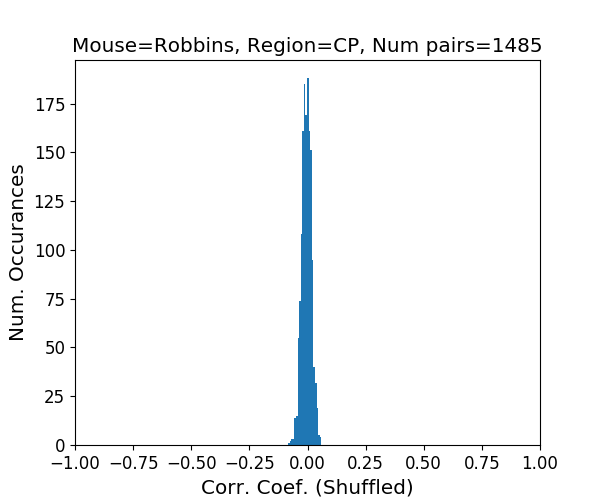 Mouse=Robbins, Region=CP, Num pairs=1485
Num. Occurances
175
150
125
100
75
50
25
0
−1.00 −0.75 −0.50 −0.25 0.00 0.25 0.50 0.75 1.00
Corr. Coef. (Shuffled)